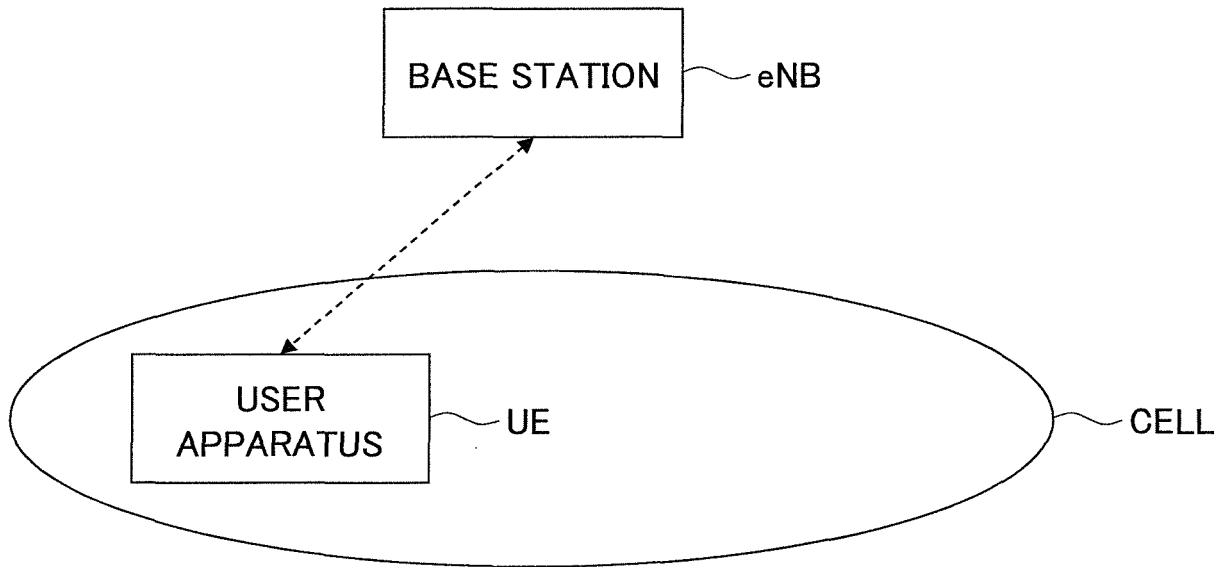 BASE STATION
eNB
USER
APPARATUS
UE
CELL